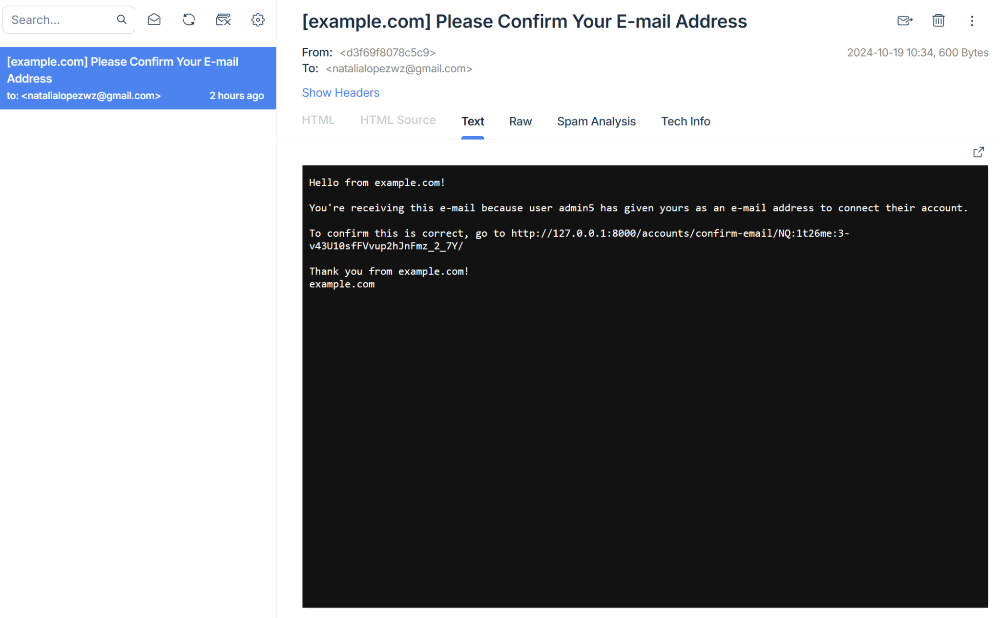 Search...
[example.com] Please Confirm Your E-mail
Address
to: <natalialopezwz@gmail.com> 2 hours ago
[example.com] Please Confirm Your E-mail Address
From: <d3f69f8078c5c9> 2024-10-19 10:34, 600 Bytes
To: <natalialopezwz@gmail.com>
Show Headers
HTML HTML Source Text Raw Spam Analysis Tech Info
Hello from example.com!
You're receiving this e-mail because user admin5 has given yours as an e-mail address to connect their account.
To confirm this is correct, go to http://127.0.0.1:8000/accounts/confirm-email/NQ:1t26me:3-
v43U10sfFVvup2hJnFmz_2_7Y/
Thank you from example.com!
example.com